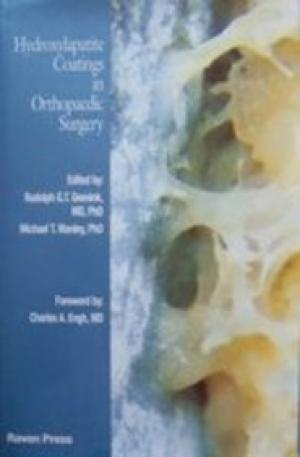 Hydroxylapatite
Coatings
in
Orthopaedic
Surgery
Edited by:
Rudolph G.T. Geesink,
MD, PhD
Michael T. Manley, PhD
Foreword by:
Charles A. Engh, MD
Raven Press